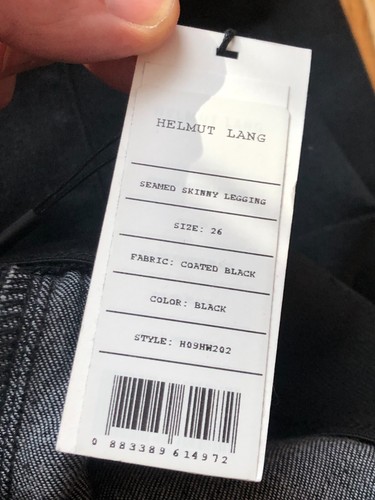 HELMUT LANG
SEAMED SKINNY LEGGING
SIZE: 26
FABRIC: COATED BLACK
COLOR: BLACK
STYLE: H09HW202
0 883389 614972